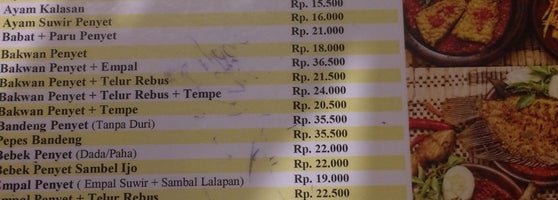 Ayam Kalasan Rp. 15.500
Ayam Suwir Penyet Rp. 16.000
Babat + Paru Penyet Rp. 21.000
Bakwan Penyet Rp. 18.000
Bakwan Penyet + Empal Rp. 36.500
Bakwan Penyet + Telur Rebus Rp. 21.500
Bakwan Penyet + Telur Rebus + Tempe Rp. 24.000
Bakwan Penyet + Tempe Rp. 20.500
Bandeng Penyet (Tanpa Duri) Rp. 35.500
Pepes Bandeng Rp. 35.500
Bebek Penyet (Dada/Paha) Rp. 22.000
Bebek Penyet Sambel Ijo Rp. 22.000
Empal Penyet ( Empal Suwir + Sambal Lalapan) Rp. 19.000
Empal Penyet + Telur Rebus Rp. 22.500